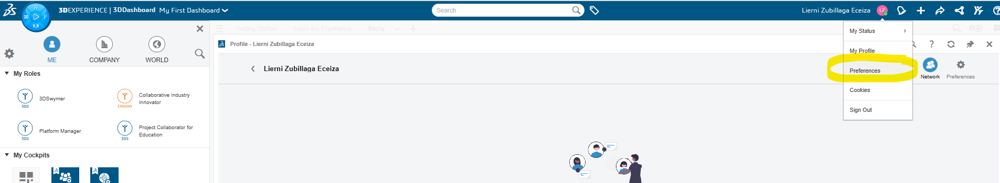 3DEXPERIENCE | 3DDashboard My First Dashboard
Search
Lierni Zubillaga Eceiza
LZ
3D
V.R
Getting Started
Learn the Experience
Berria
My Status
My Profile
Preferences
Cookies
Sign Out
ME
COMPANY
WORLD
Profile - Lierni Zubillaga Eceiza
Lierni Zubillaga Eceiza
Network
Preferences
My Roles
3DSwymer
3DS
Collaborative Industry
Innovator
ENOVIA
Platform Manager
3DS
Project Collaborator for
Education
3DS
My Cockpits